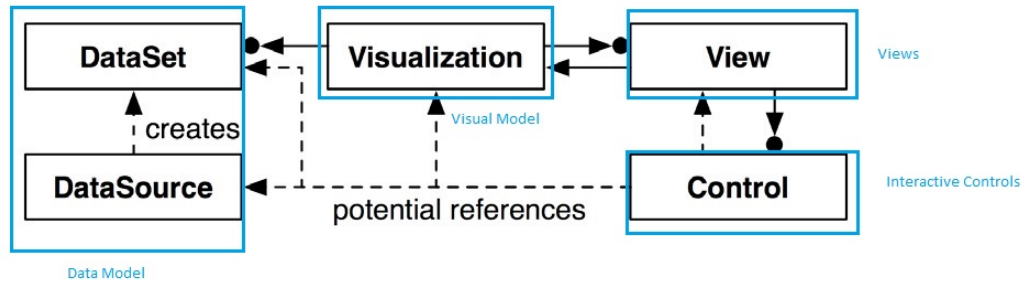 DataSet
Visualization
View
Views
creates
Visual Model
DataSource
Control
Interactive Controls
potential references
Data Model